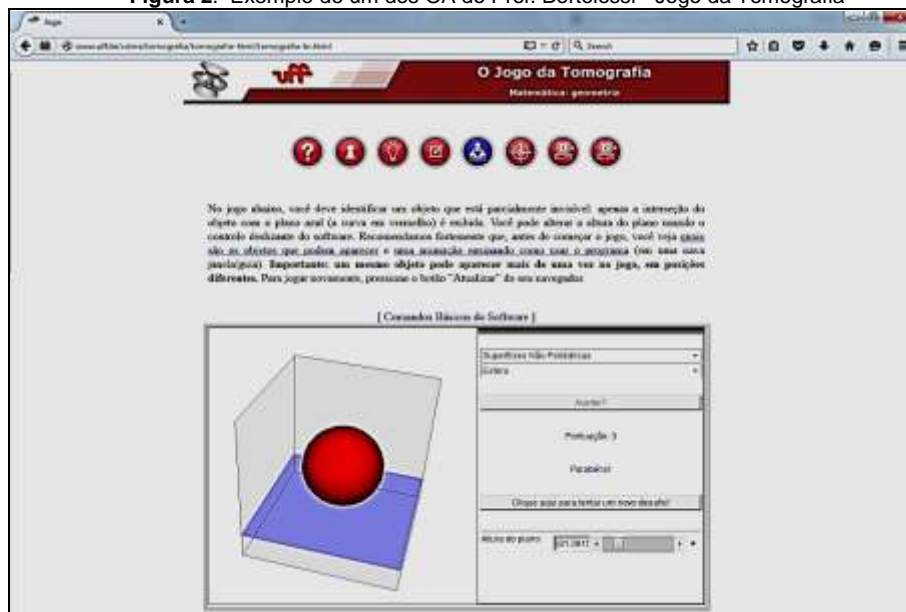 Figura 2. Exemplo de um dos OA do Prof. Bortolossi - Jogo da Tomografia
Jogo
Search
uff
O Jogo da Tomografia
Matemática: geometria
No jogo abaixo, você deve identificar um objeto que está parcialmente invisível: apenas a interseção do
objeto com o plano azul (a curva em vermelho) é exibida. Você pode alterar a altura do plano usando o
controle deslizante do software. Recomendamos fortemente que, antes de começar o jogo, você veja quais
são os objetos que podem aparecer e uma animação ensinando como usar o programa (em uma nova
janela/guia). Importante: um mesmo objeto pode aparecer mais de uma vez no jogo, em posições
diferentes. Para jogar novamente, pressione o botão "Atualizar" do seu navegador.
[ Comandos Básicos do Software ]
Superfícies Não Poliédricas
Esfera
Acertei?
Pontuação: 3
Parabéns!
Clique aqui para tentar um novo desafio!
Altura do plano